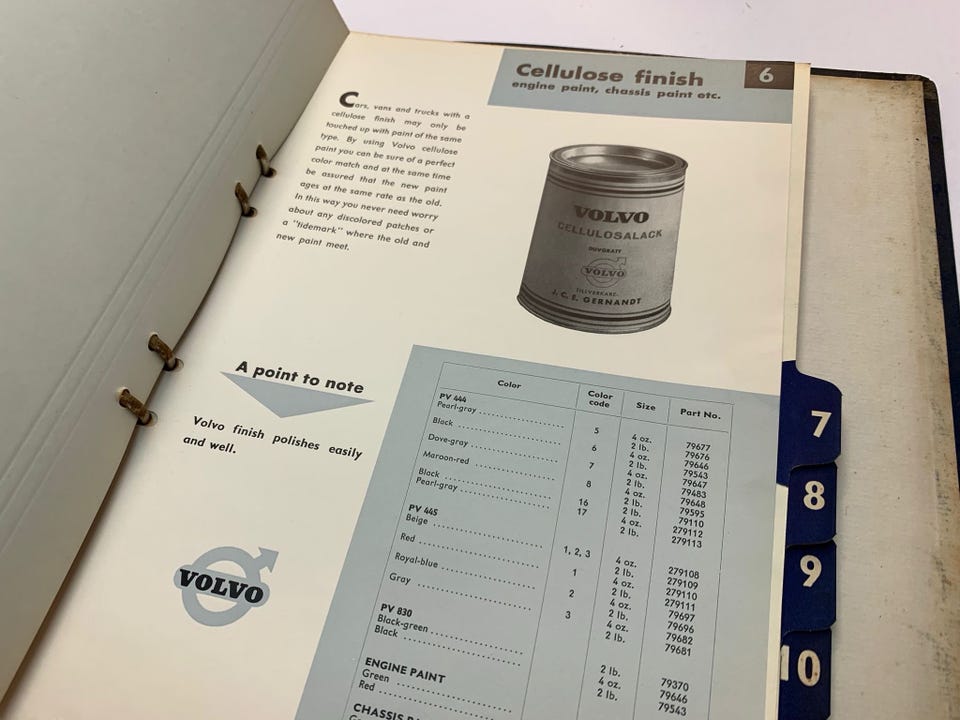 Cellulose finish
engine paint, chassis paint etc.
6
Cars, vans and trucks with a
cellulose finish may only be
touched up with paint of the same
type. By using Volvo cellulose
paint you can be sure of a perfect
color match and at the same time
be assured that the new paint
ages at the same rate as the old.
In this way you never need worry
about any discolored patches or
a "tidemark" where the old and
new paint meet.
VOLVO
CELLULOSALACK
DUVGRATT
VOLVO
TILLVERKARE:
J. C. E. GERNANDT
A point to note
Volvo finish polishes easily
and well.
VOLVO
Color Color code Size Part No.
PV 444
Pearl-gray 5 4 oz. 79677
2 lb. 79676
Black 6 4 oz. 79646
2 lb. 79543
Dove-gray 7 4 oz. 79647
2 lb. 79483
Maroon-red 8 4 oz. 79648
2 lb. 79595
Black 16 4 oz. 79110
Pearl-gray 17 2 lb. 279112
279113
PV 445
Beige 1, 2, 3 4 oz. 279108
2 lb. 279109
Red 1 4 oz. 279110
2 lb. 279111
Royal-blue 2 4 oz. 79697
2 lb. 79696
Gray 3 4 oz. 79682
2 lb. 79681
PV 830
Black-green 2 lb. 79370
Black 4 oz. 79646
2 lb. 79543
ENGINE PAINT
Green
Red
CHASSIS
7
8
9
10